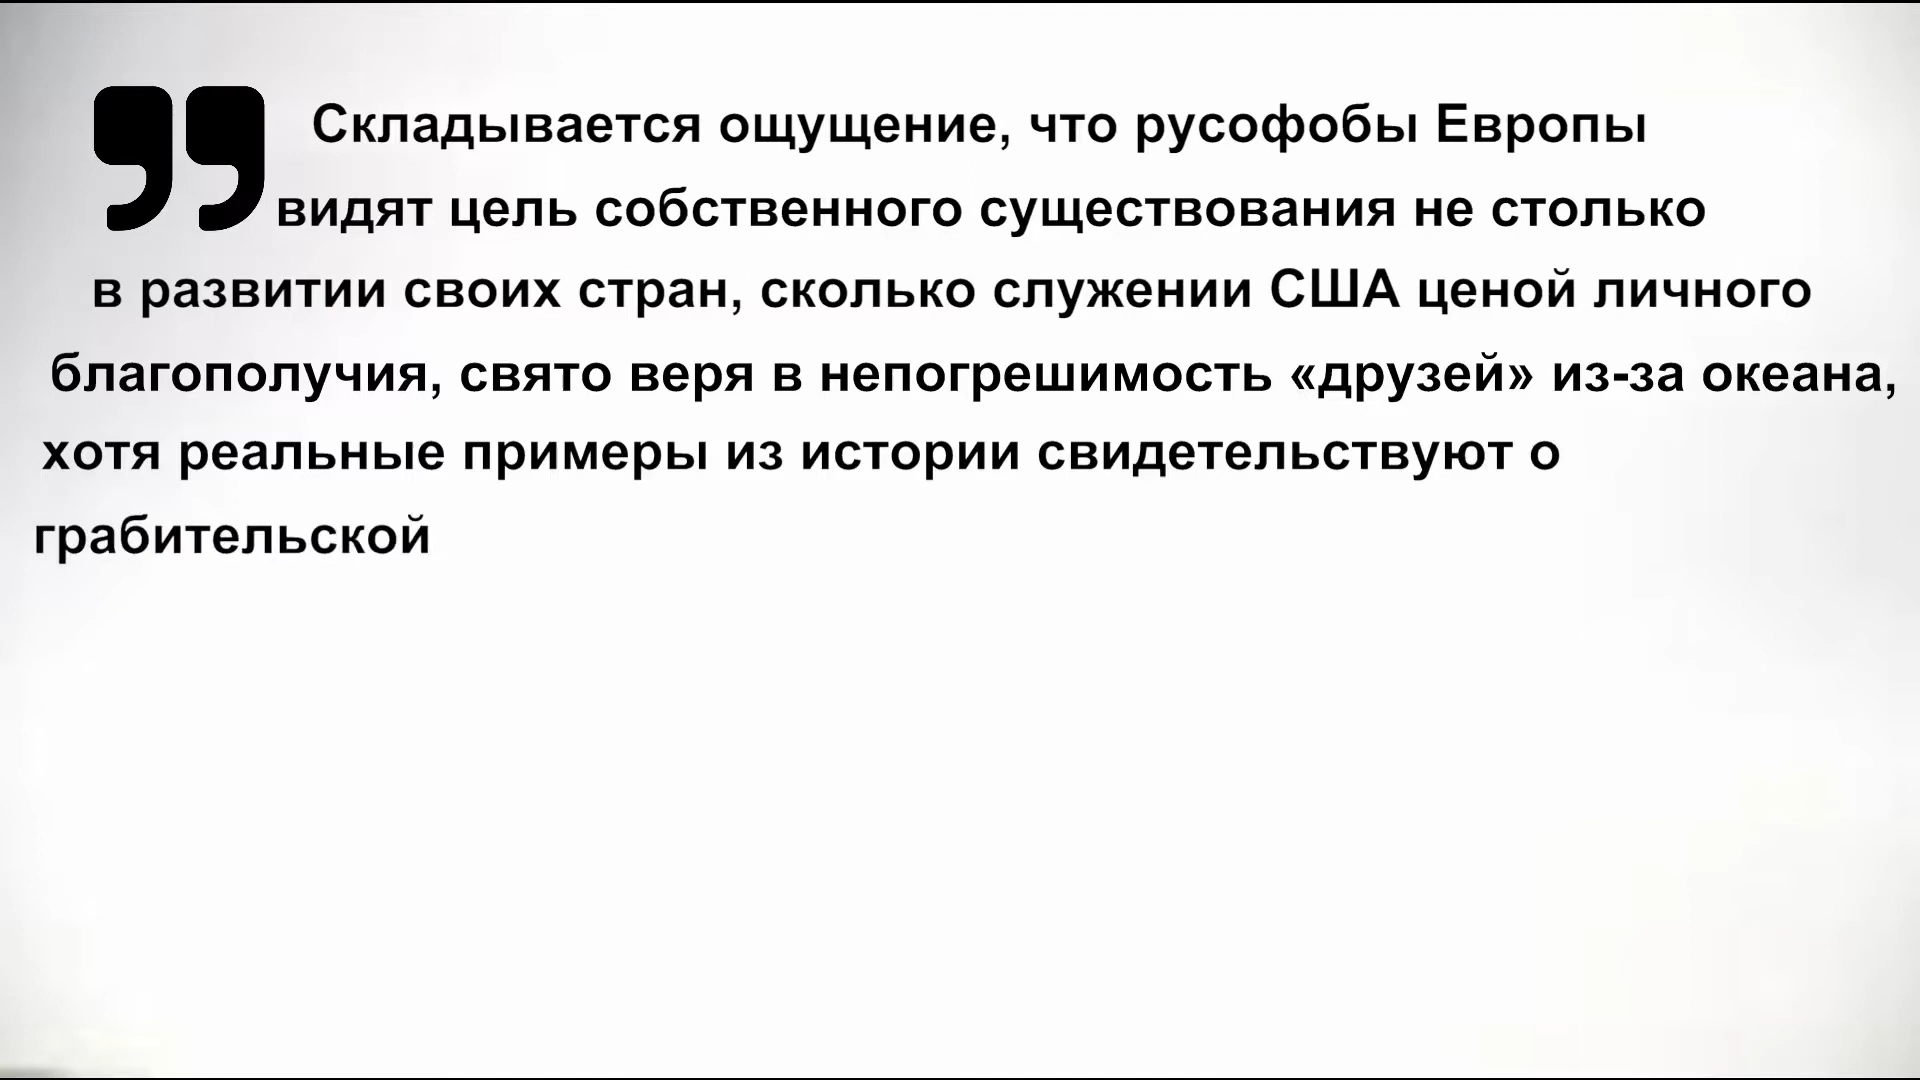 Складывается ощущение, что русофобы Европы
видят цель собственного существования не столько
в развитии своих стран, сколько служении США ценой личного
благополучия, свято веря в непогрешимость «друзей» из-за океана,
хотя реальные примеры из истории свидетельствуют о
грабительской